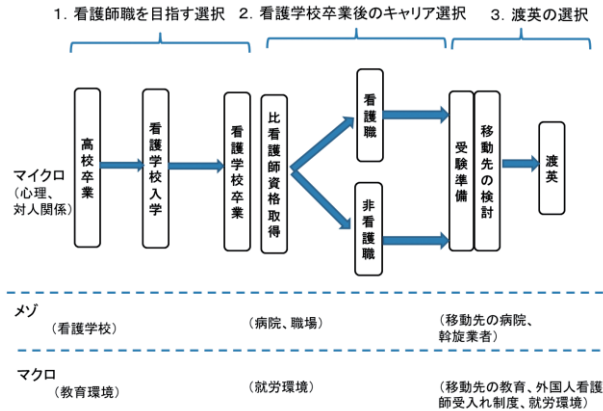 1. 看護師職を目指す選択
2. 看護学校卒業後のキャリア選択
3. 渡英の選択
マイクロ
(心理、
対人関係)
高校卒業
看護学校入学
看護学校卒業
比看護師資格取得
看護職
非看護職
受験準備
移動先の検討
渡英
メゾ
(看護学校)
(病院、職場)
(移動先の病院、
斡旋業者)
マクロ
(教育環境)
(就労環境)
(移動先の教育、外国人看護
師受入れ制度、就労環境)